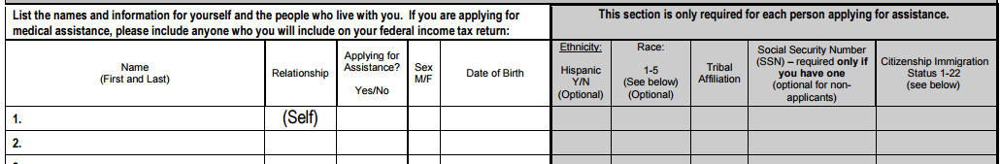 List the names and information for yourself and the people who live with you. If you are applying for
medical assistance, please include anyone who you will include on your federal income tax return:
This section is only required for each person applying for assistance.
Name
(First and Last)
Relationship
Applying for
Assistance?
Yes/No
Sex
M/F
Date of Birth
Ethnicity:
Hispanic
Y/N
(Optional)
Race:
1-5
(See below)
(Optional)
Tribal
Affiliation
Social Security Number
(SSN) – required only if
you have one
(optional for non-
applicants)
Citizenship Immigration
Status 1-22
(see below)
1.
(Self)
2.